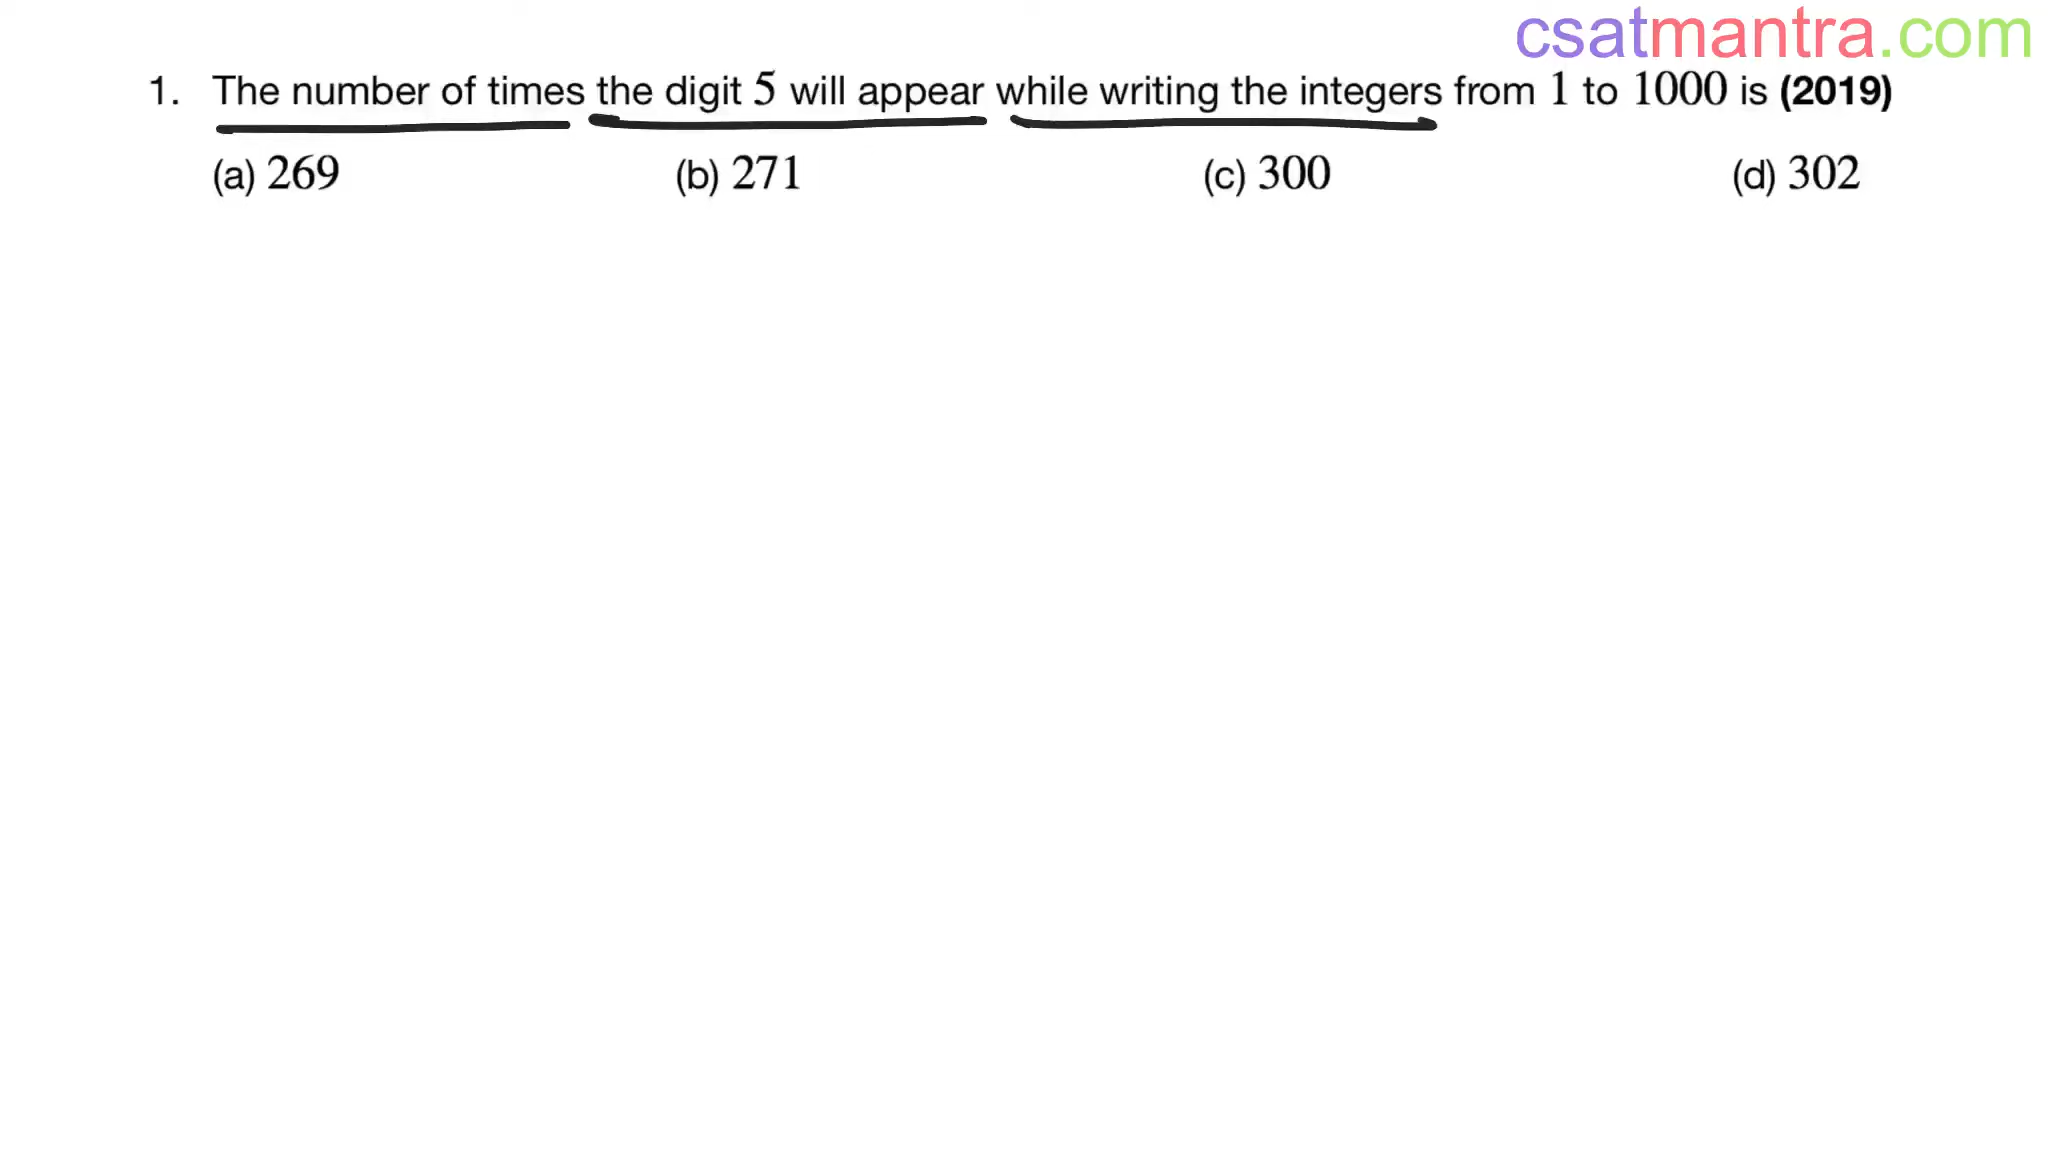 csatmantra.com
1. The number of times the digit 5 will appear while writing the integers from 1 to 1000 is (2019)
(a) 269 (b) 271 (c) 300 (d) 302